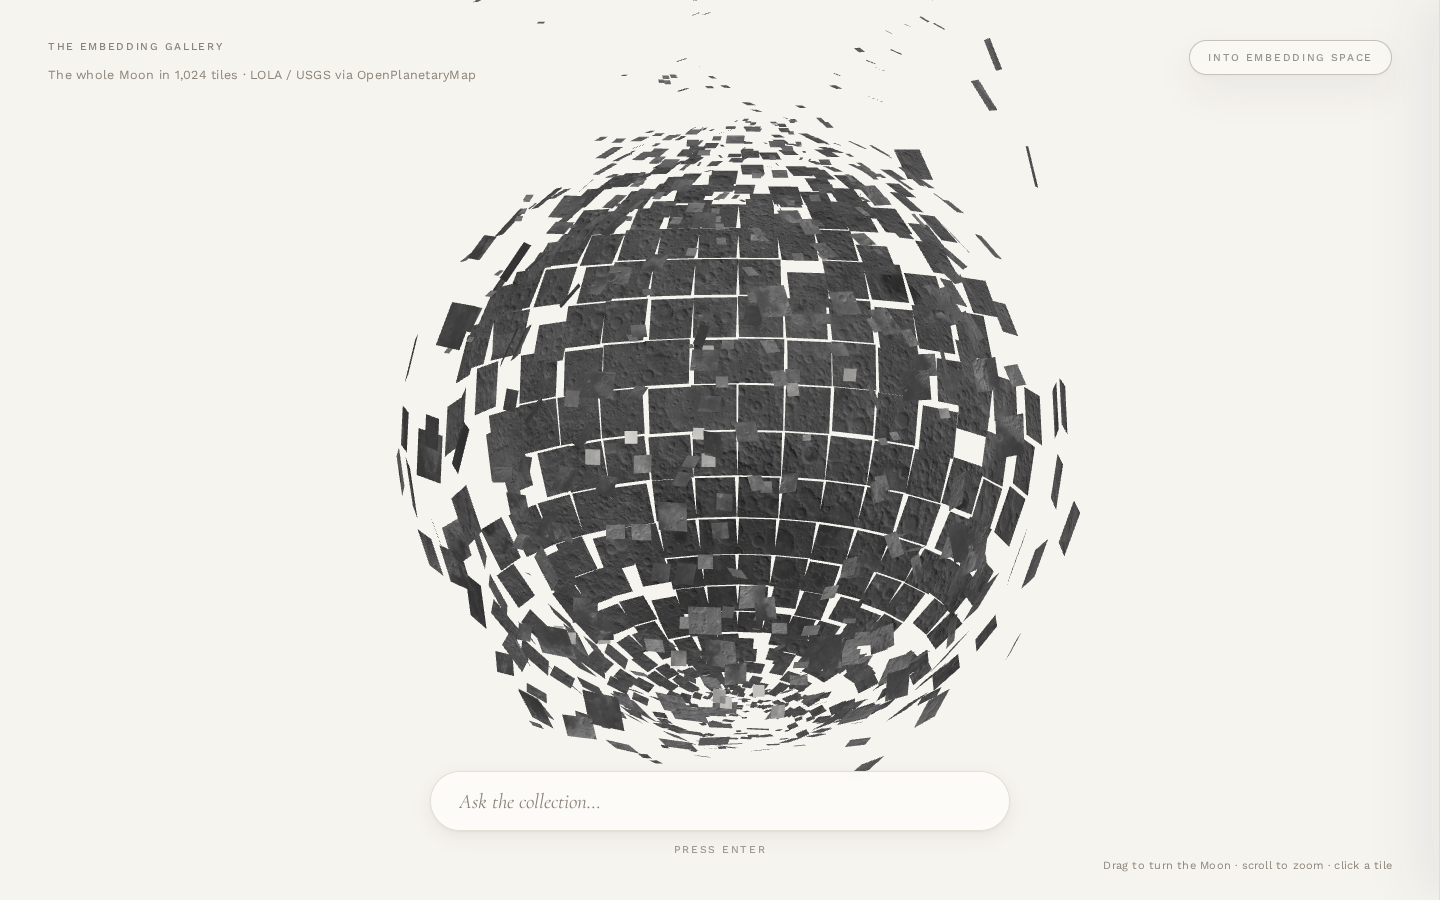 THE EMBEDDING GALLERY
The whole Moon in 1,024 tiles · LOLA / USGS via OpenPlanetaryMap
INTO EMBEDDING SPACE
Ask the collection...
PRESS ENTER
Drag to turn the Moon · scroll to zoom · click a tile